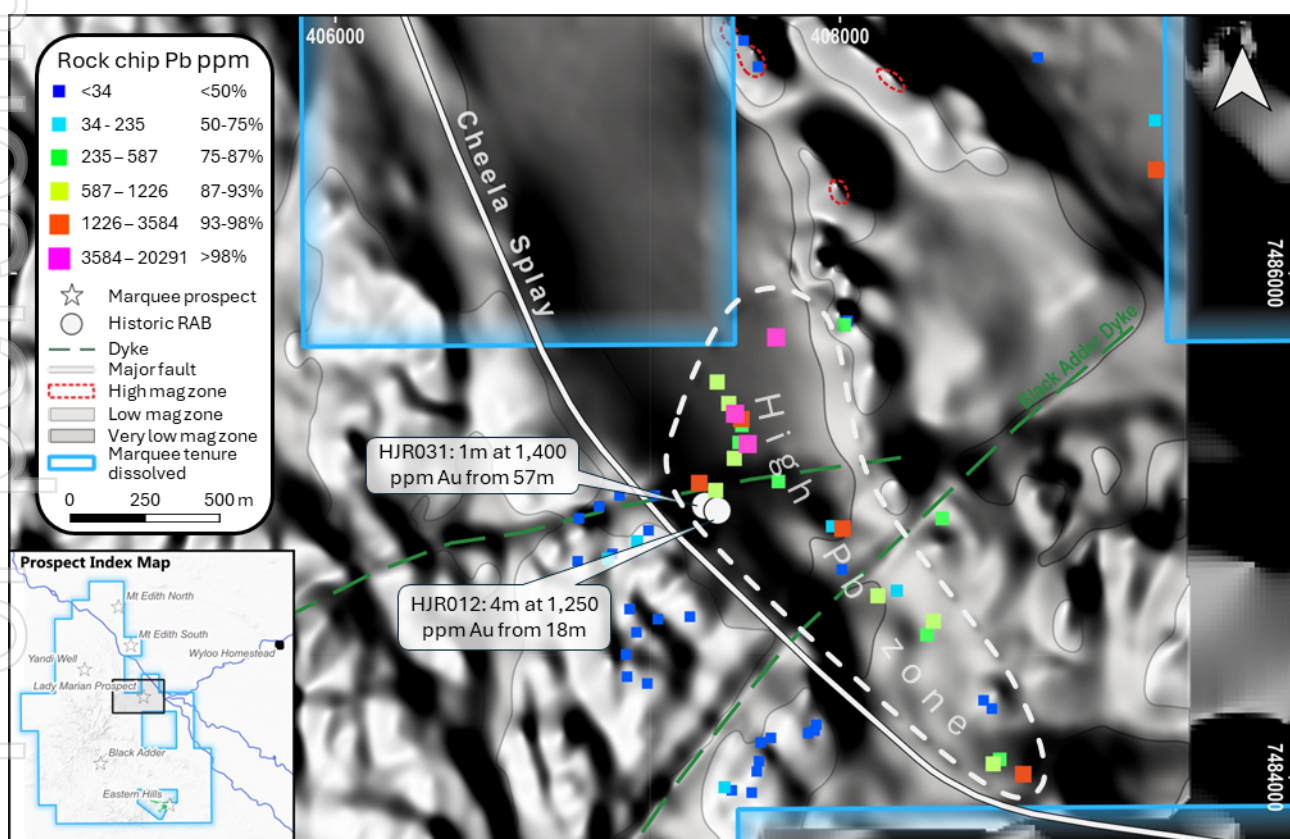 406000
408000
7486000
7484000
Rock chip Pb ppm
<34 <50%
34 - 235 50-75%
235 – 587 75-87%
587 – 1226 87-93%
1226 – 3584 93-98%
3584 – 20291 >98%
Marquee prospect
Historic RAB
Dyke
Major fault
High mag zone
Low mag zone
Very low mag zone
Marquee tenure
dissolved
0 250 500 m
Cheela Splay
High Pb zone
Black Adder Dyke
HJR031: 1m at 1,400
ppm Au from 57m
HJR012: 4m at 1,250
ppm Au from 18m
Prospect Index Map
Mt Edith North
Mt Edith South
Wyloo Homestead
Yandi Well
Lady Marian Prospect
Black Adder
Eastern Hills